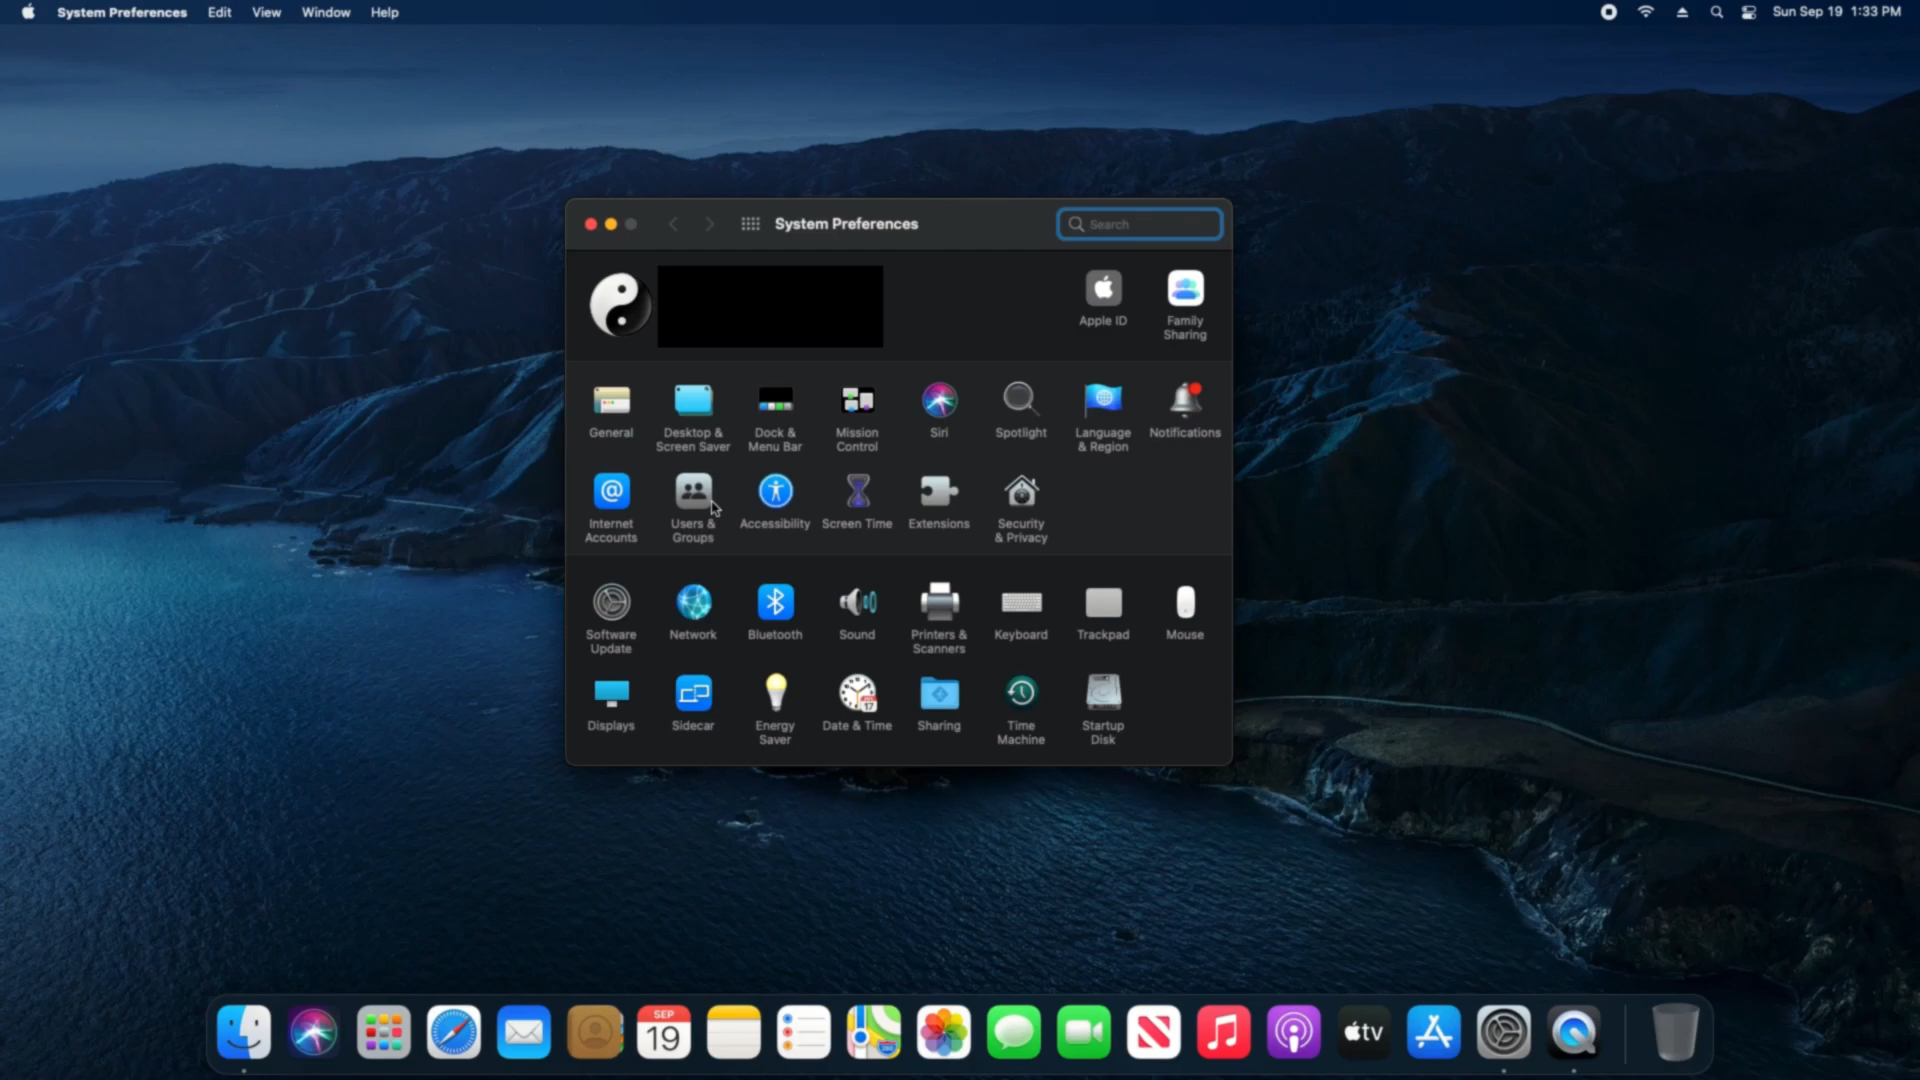 System Preferences Edit View Window Help
Sun Sep 19 1:33 PM
System Preferences
Search
Apple ID
Family
Sharing
General
Desktop &
Screen Saver
Dock &
Menu Bar
Mission
Control
Siri
Spotlight
Language
& Region
Notifications
Internet
Accounts
Users &
Groups
Accessibility
Screen Time
Extensions
Security
& Privacy
Software
Update
Network
Bluetooth
Sound
Printers &
Scanners
Keyboard
Trackpad
Mouse
Displays
Sidecar
Energy
Saver
17
Date & Time
Sharing
Time
Machine
Startup
Disk
SEP
19
tv